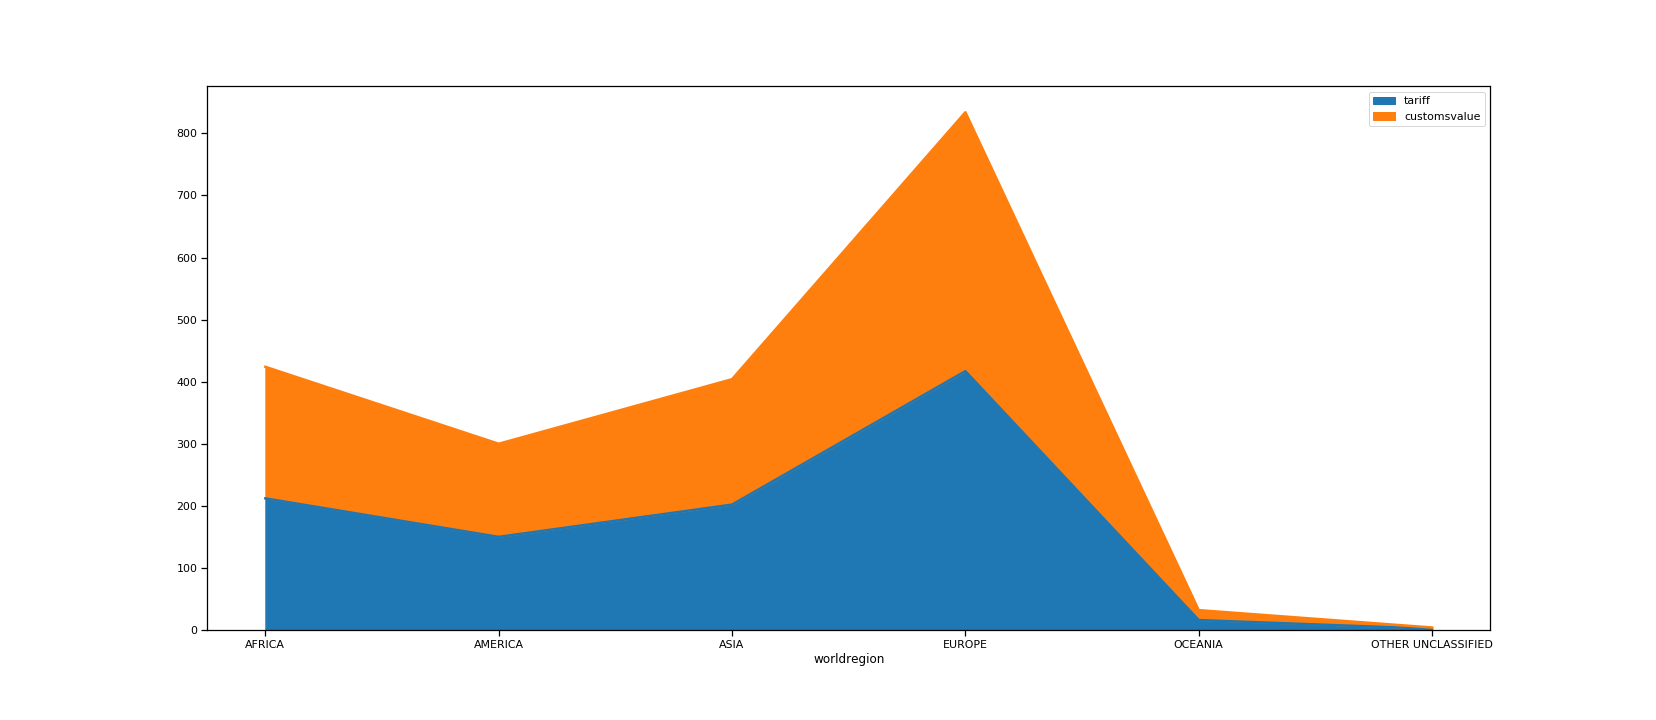 tariff
customsvalue
800
700
600
500
400
300
200
100
0
AFRICA
AMERICA
ASIA
EUROPE
OCEANIA
OTHER UNCLASSIFIED
worldregion